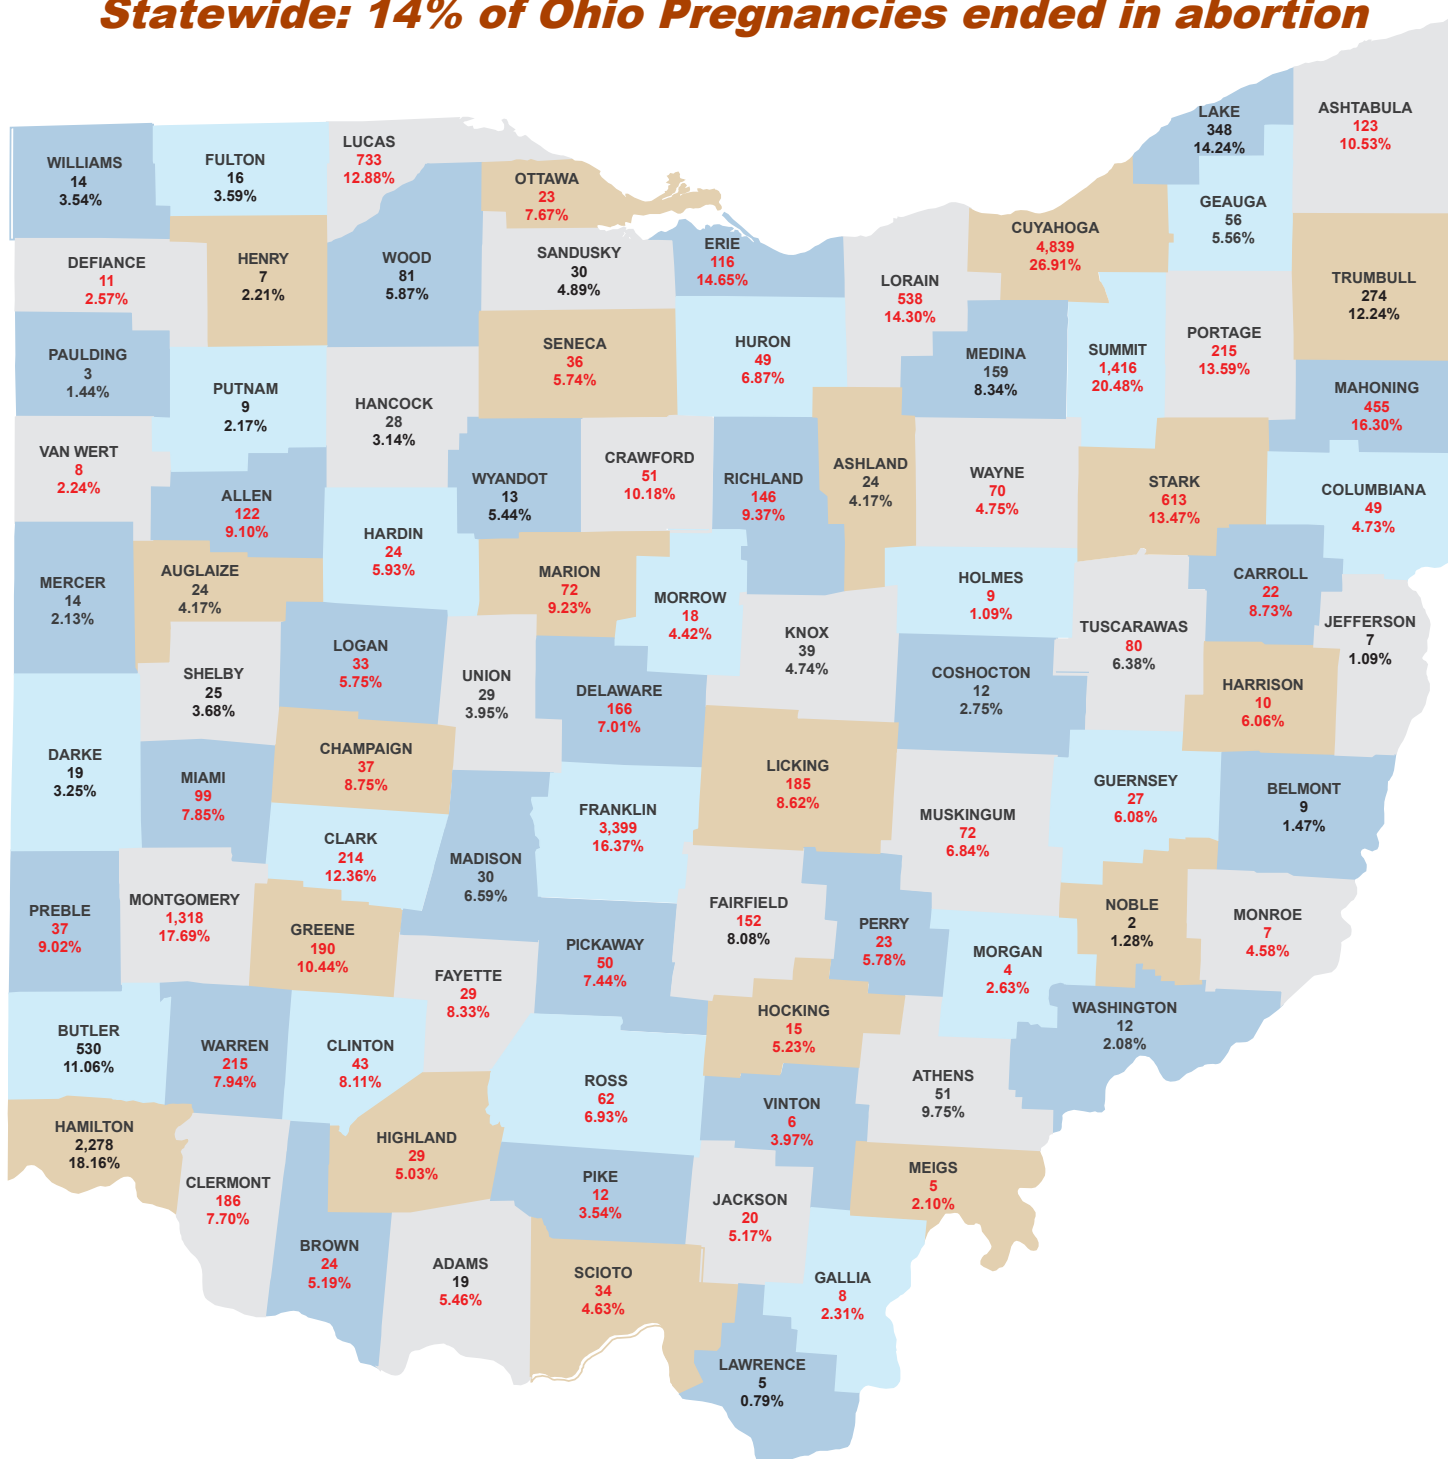 Statewide: 14% of Ohio Pregnancies ended in abortion
LAKE
348
14.24%
ASHTABULA
123
10.53%
LUCAS
733
12.88%
WILLIAMS
14
3.54%
FULTON
16
3.59%
OTTAWA
23
7.67%
GEAUGA
56
5.56%
CUYAHOGA
4,839
26.91%
DEFIANCE
11
2.57%
HENRY
7
2.21%
WOOD
81
5.87%
SANDUSKY
30
4.89%
ERIE
116
14.65%
LORAIN
538
14.30%
TRUMBULL
274
12.24%
PAULDING
3
1.44%
SENECA
36
5.74%
HURON
49
6.87%
MEDINA
159
8.34%
SUMMIT
1,416
20.48%
PORTAGE
215
13.59%
MAHONING
455
16.30%
PUTNAM
9
2.17%
HANCOCK
28
3.14%
VAN WERT
8
2.24%
ALLEN
122
9.10%
WYANDOT
13
5.44%
CRAWFORD
51
10.18%
RICHLAND
146
9.37%
ASHLAND
24
4.17%
WAYNE
70
4.75%
STARK
613
13.47%
COLUMBIANA
49
4.73%
HARDIN
24
5.93%
MERCER
14
2.13%
AUGLAIZE
24
4.17%
MARION
72
9.23%
MORROW
18
4.42%
HOLMES
9
1.09%
CARROLL
22
8.73%
TUSCARAWAS
80
6.38%
JEFFERSON
7
1.09%
KNOX
39
4.74%
LOGAN
33
5.75%
SHELBY
25
3.68%
UNION
29
3.95%
DELAWARE
166
7.01%
COSHOCTON
12
2.75%
HARRISON
10
6.06%
DARKE
19
3.25%
MIAMI
99
7.85%
CHAMPAIGN
37
8.75%
LICKING
185
8.62%
GUERNSEY
27
6.08%
BELMONT
9
1.47%
FRANKLIN
3,399
16.37%
MUSKINGUM
72
6.84%
CLARK
214
12.36%
MADISON
30
6.59%
PREBLE
37
9.02%
MONTGOMERY
1,318
17.69%
GREENE
190
10.44%
FAIRFIELD
152
8.08%
PERRY
23
5.78%
NOBLE
2
1.28%
MONROE
7
4.58%
PICKAWAY
50
7.44%
MORGAN
4
2.63%
FAYETTE
29
8.33%
WASHINGTON
12
2.08%
HOCKING
15
5.23%
BUTLER
530
11.06%
WARREN
215
7.94%
CLINTON
43
8.11%
ROSS
62
6.93%
ATHENS
51
9.75%
VINTON
6
3.97%
HAMILTON
2,278
18.16%
HIGHLAND
29
5.03%
MEIGS
5
2.10%
CLERMONT
186
7.70%
PIKE
12
3.54%
JACKSON
20
5.17%
BROWN
24
5.19%
ADAMS
19
5.46%
SCIOTO
34
4.63%
GALLIA
8
2.31%
LAWRENCE
5
0.79%